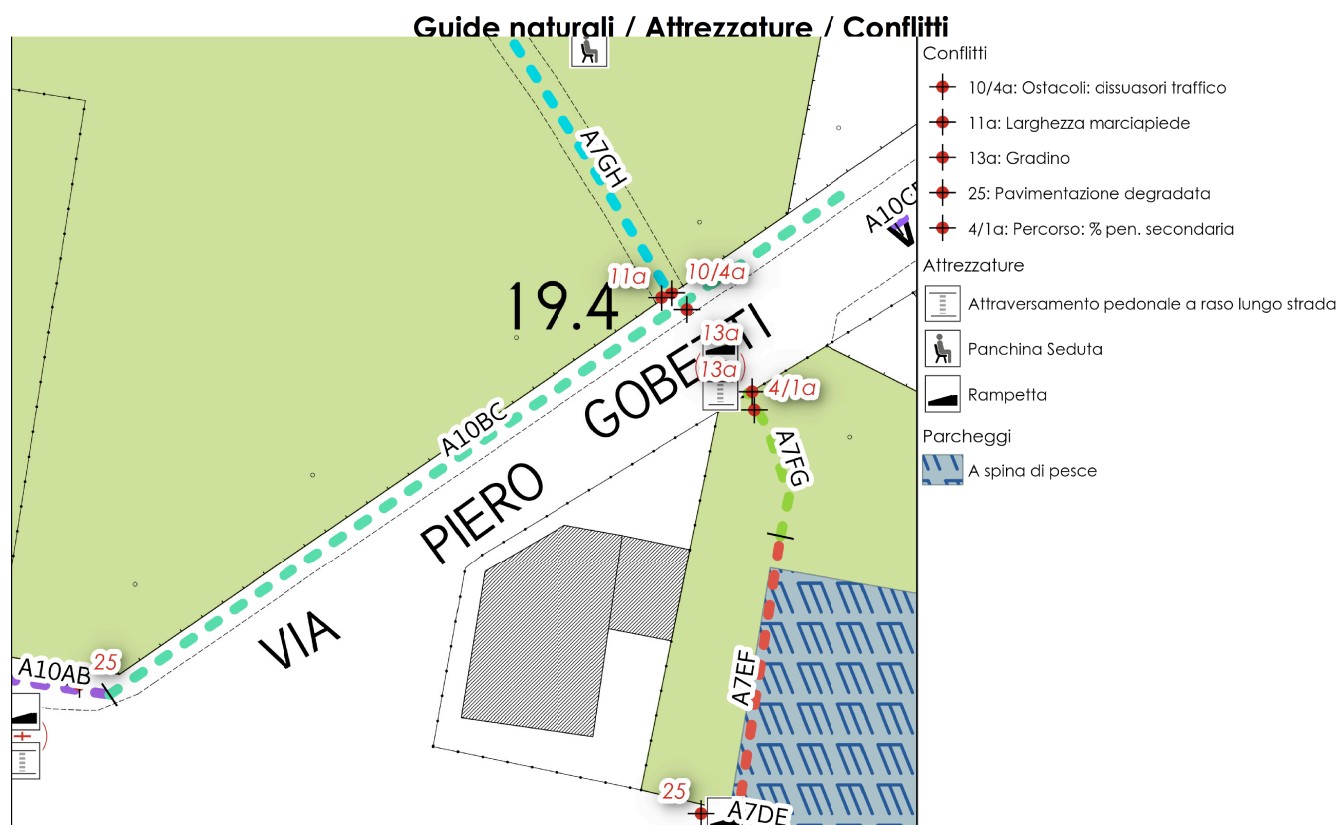 Guide naturali / Attrezzature / Conflitti
Conflitti
10/4a: Ostacoli: dissuasori traffico
11a: Larghezza marciapiede
13a: Gradino
25: Pavimentazione degradata
4/1a: Percorso: % pen. secondaria
Attrezzature
Attraversamento pedonale a raso lungo strada
Panchina Seduta
Rampetta
Parcheggi
A spina di pesce
A7GH
11a
10/4a
19.4
13a
13a
4/1a
A10BC
A7FG
VIA
PIERO
GOBETTI
A10AB
25
A7EF
25
A7DE